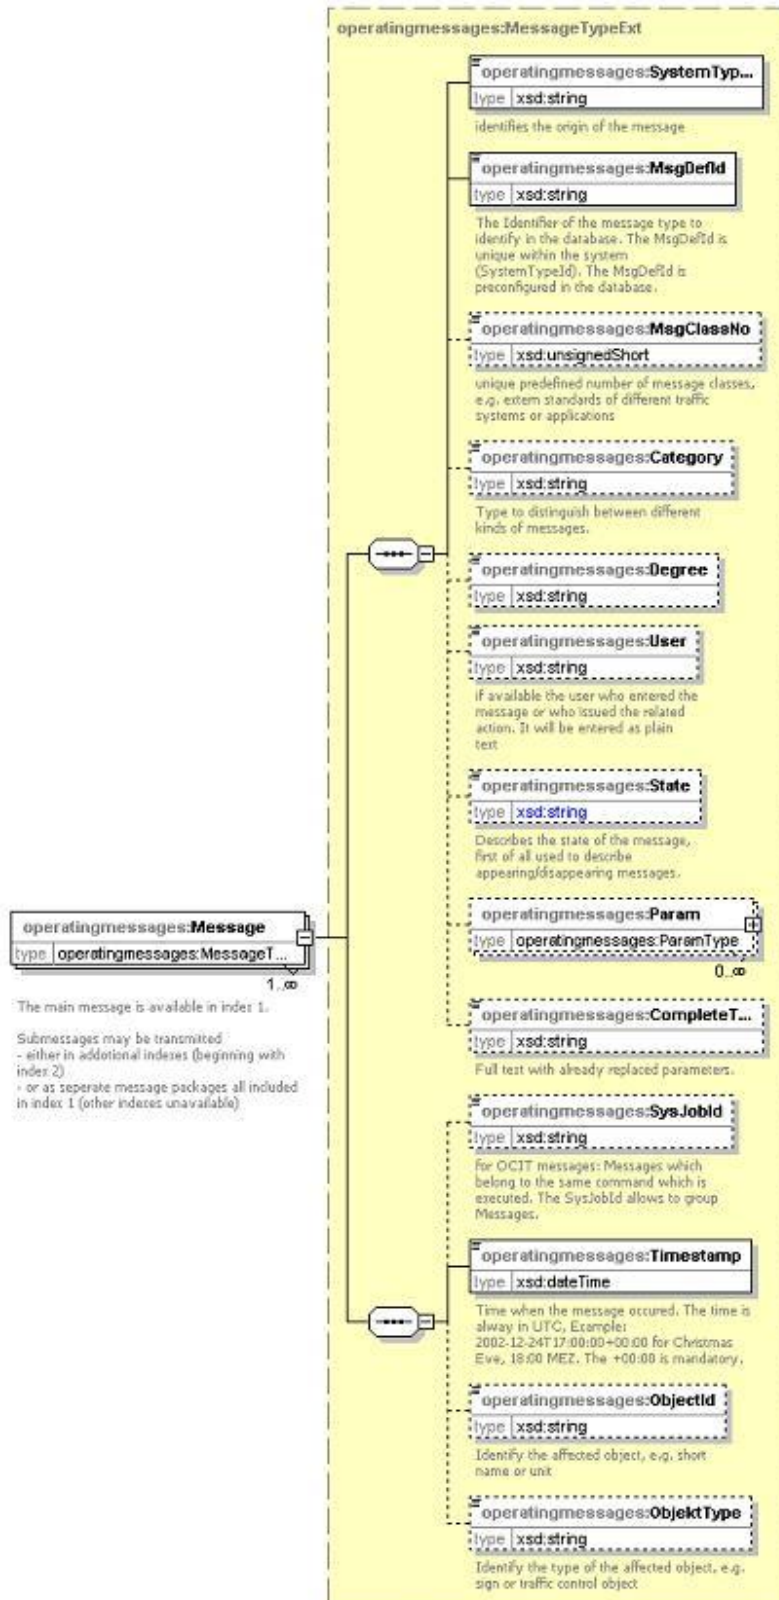 operatingmessages:MessageTypeExt
operatingmessages:SystemTyp...
type xsd:string
identifies the origin of the message
operatingmessages:MsgDefId
type xsd:string
The Identifier of the message type to
identify in the database. The MsgDefId is
unique within the system
(SystemTypeId). The MsgDefId is
preconfigured in the database.
operatingmessages:MsgClassNo
type xsd:unsignedShort
unique predefined number of message classes,
e.g. extern standards of different traffic
systems or applications
operatingmessages:Category
type xsd:string
Type to distinguish between different
kinds of messages.
operatingmessages:Degree
type xsd:string
operatingmessages:User
type xsd:string
if available the user who entered the
message or who issued the related
action. It will be entered as plain
text
operatingmessages:State
type xsd:string
Describes the state of the message,
first of all used to describe
appearing/disappearing messages.
operatingmessages:Param
type operatingmessages:ParamType
0..∞
operatingmessages:Message
type operatingmessages:MessageT...
1..∞
The main message is available in index 1.
Submessages may be transmitted
- either in addotional indexes (beginning with
index 2)
- or as seperate message packages all included
in index 1 (other indexes unavailable)
operatingmessages:CompleteT...
type xsd:string
Full text with already replaced parameters.
operatingmessages:SysJobId
type xsd:string
for OCIT messages: Messages which
belong to the same command which is
executed. The SysJobId allows to group
Messages.
operatingmessages:Timestamp
type xsd:dateTime
Time when the message occured. The time is
alway in UTC, Example:
2002-12-24T17:00:00+00:00 for Christmas
Eve, 18:00 MEZ. The +00:00 is mandatory.
operatingmessages:ObjectId
type xsd:string
Identify the affected object, e.g. short
name or unit
operatingmessages:ObjektType
type xsd:string
Identify the type of the affected object, e.g.
sign or traffic control object